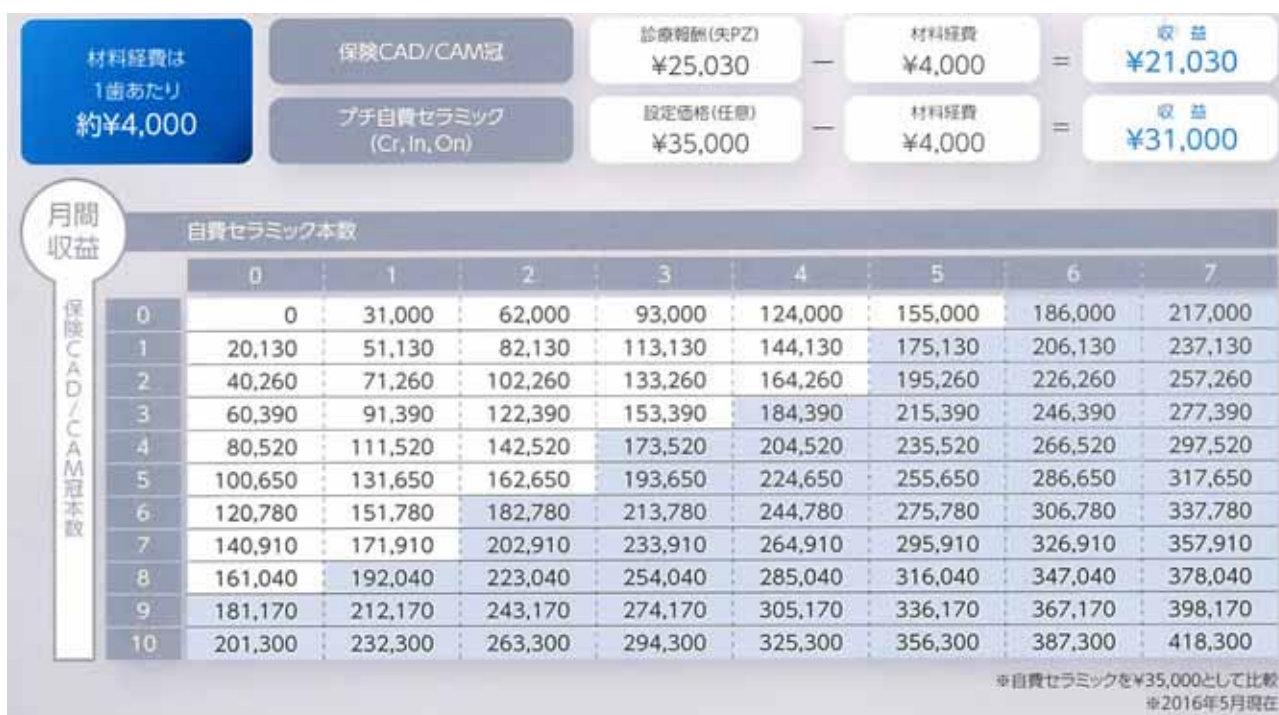 材料経費は
1歯あたり
約¥4,000
保険CAD/CAM冠
診療報酬(失PZ)
¥25,030
－
材料経費
¥4,000
＝
収 益
¥21,030
プチ自費セラミック
(Cr, In, On)
設定価格(任意)
¥35,000
－
材料経費
¥4,000
＝
収 益
¥31,000
月間
収益
自費セラミック本数
保険CAD/CAM冠本数
0 1 2 3 4 5 6 7
0 0 31,000 62,000 93,000 124,000 155,000 186,000 217,000
1 20,130 51,130 82,130 113,130 144,130 175,130 206,130 237,130
2 40,260 71,260 102,260 133,260 164,260 195,260 226,260 257,260
3 60,390 91,390 122,390 153,390 184,390 215,390 246,390 277,390
4 80,520 111,520 142,520 173,520 204,520 235,520 266,520 297,520
5 100,650 131,650 162,650 193,650 224,650 255,650 286,650 317,650
6 120,780 151,780 182,780 213,780 244,780 275,780 306,780 337,780
7 140,910 171,910 202,910 233,910 264,910 295,910 326,910 357,910
8 161,040 192,040 223,040 254,040 285,040 316,040 347,040 378,040
9 181,170 212,170 243,170 274,170 305,170 336,170 367,170 398,170
10 201,300 232,300 263,300 294,300 325,300 356,300 387,300 418,300
※自費セラミックを¥35,000として比較
※2016年5月現在